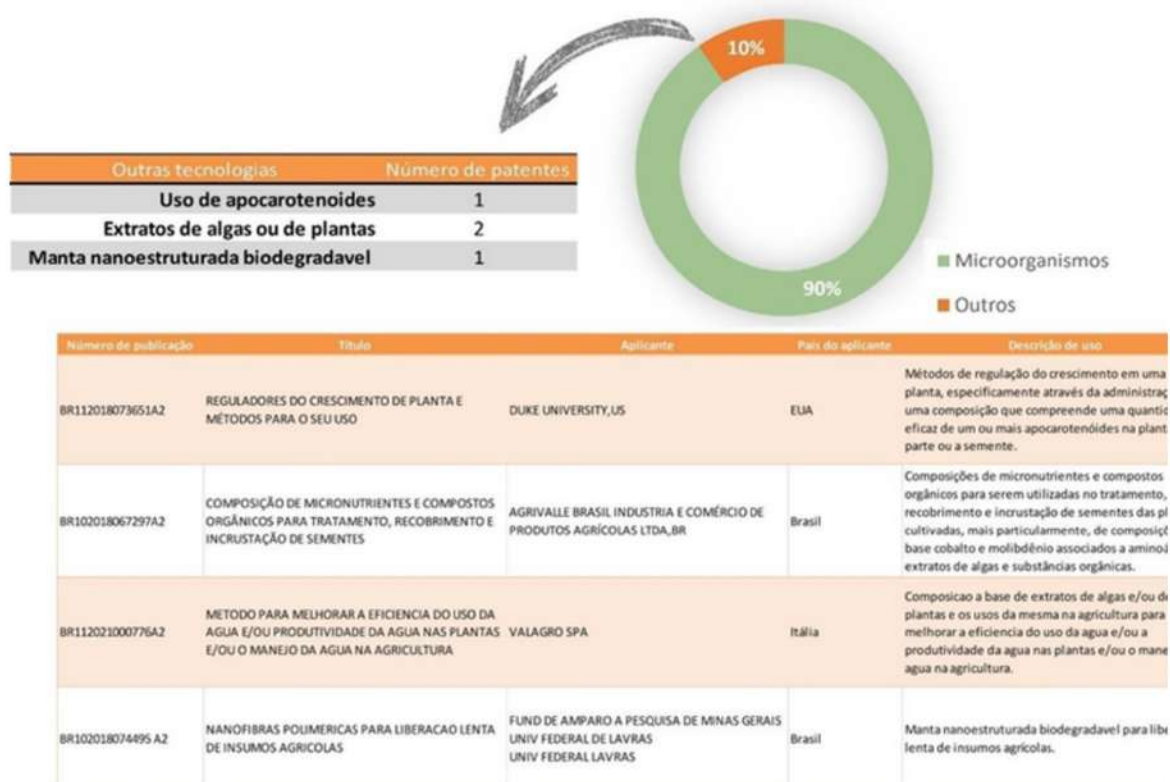 10%
Outras tecnologias Número de patentes
Uso de apocarotenoides 1
Extratos de algas ou de plantas 2
Manta nanoestruturada biodegradavel 1
90%
Microorganismos
Outros
Número de publicação Título Aplicante País do aplicante Descrição de uso
BR112018073651A2
REGULADORES DO CRESCIMENTO DE PLANTA E
MÉTODOS PARA O SEU USO
DUKE UNIVERSITY,US
EUA
Métodos de regulação do crescimento em uma
planta, especificamente através da administraç
uma composição que compreende uma quantid
eficaz de um ou mais apocarotenóides na plant
parte ou a semente.
BR102018067297A2
COMPOSIÇÃO DE MICRONUTRIENTES E COMPOSTOS
ORGÂNICOS PARA TRATAMENTO, RECOBRIMENTO E
INCRUSTAÇÃO DE SEMENTES
AGRIVALLE BRASIL INDUSTRIA E COMÉRCIO DE
PRODUTOS AGRÍCOLAS LTDA,BR
Brasil
Composições de micronutrientes e compostos
orgânicos para serem utilizadas no tratamento,
recobrimento e incrustação de sementes das pl
cultivadas, mais particularmente, de composiçõ
base cobalto e molibdênio associados a aminoá
extratos de algas e substâncias orgânicas.
BR112021000776A2
METODO PARA MELHORAR A EFICIENCIA DO USO DA
AGUA E/OU PRODUTIVIDADE DA AGUA NAS PLANTAS
E/OU O MANEJO DA AGUA NA AGRICULTURA
VALAGRO SPA
Itália
Composicao a base de extratos de algas e/ou de
plantas e os usos da mesma na agricultura para
melhorar a eficiencia do uso da agua e/ou a
produtividade da agua nas plantas e/ou o mane
agua na agricultura.
BR102018074495 A2
NANOFIBRAS POLIMERICAS PARA LIBERACAO LENTA
DE INSUMOS AGRICOLAS
FUND DE AMPARO A PESQUISA DE MINAS GERAIS
UNIV FEDERAL DE LAVRAS
UNIV FEDERAL LAVRAS
Brasil
Manta nanoestruturada biodegradavel para libe
lenta de insumos agrícolas.